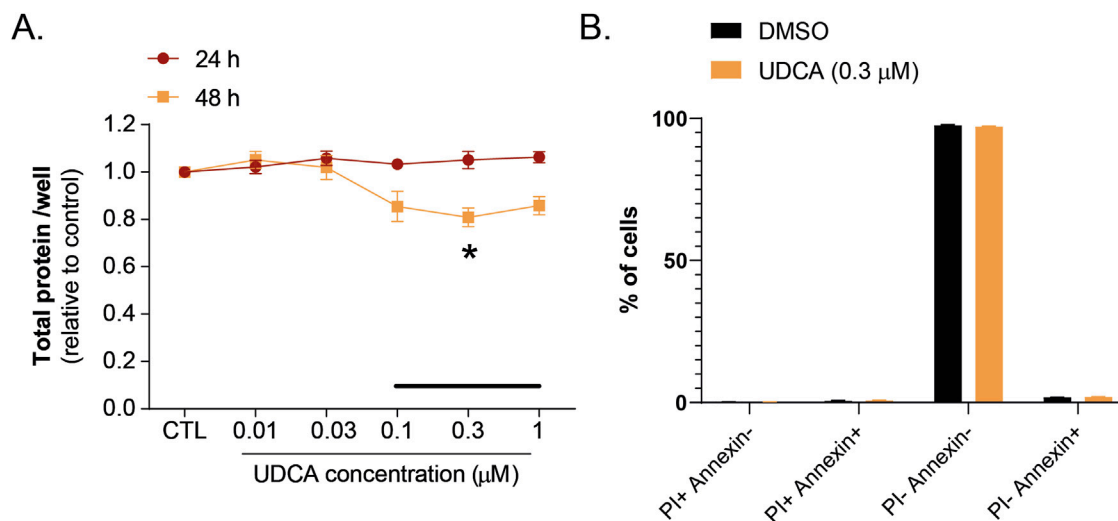 A.
24 h
48 h
Total protein /well
(relative to control)
1.2
1.0
0.8
0.6
0.4
0.2
0.0
*
CTL 0.01 0.03 0.1 0.3 1
UDCA concentration (μM)
B.
DMSO
UDCA (0.3 μM)
% of cells
100
50
0
PI+ Annexin-
PI+ Annexin+
PI- Annexin-
PI- Annexin+